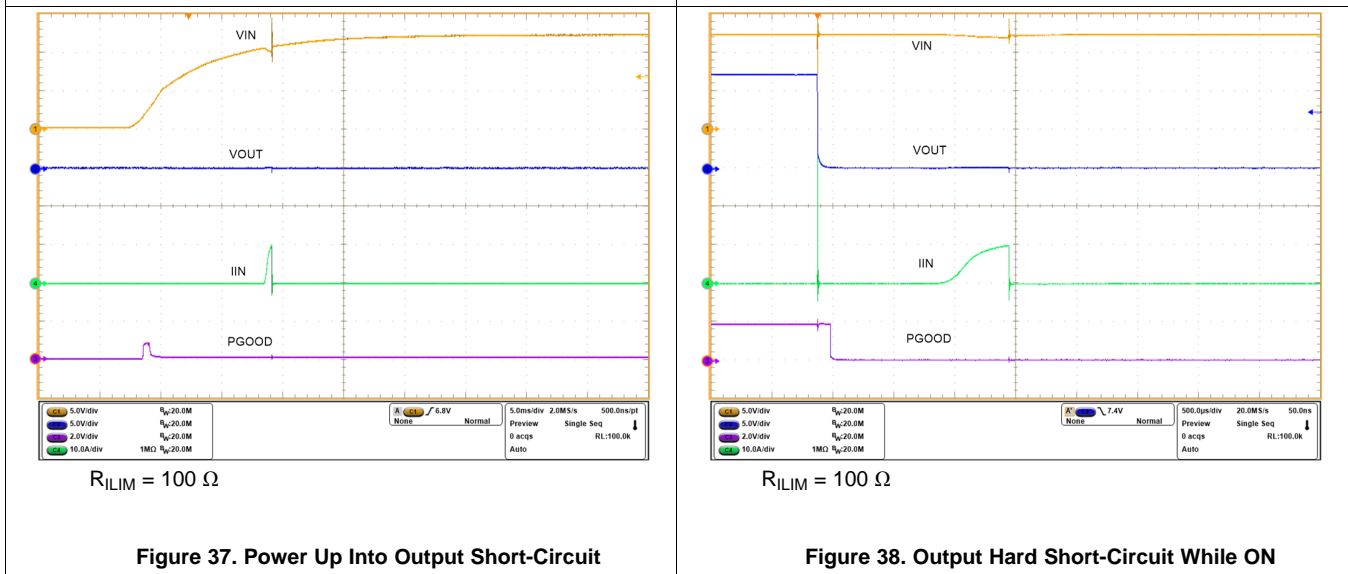 VIN
1
VOUT
IIN
4
PGOOD
3
C1 5.0V/div BW:20.0M
5.0V/div BW:20.0M
2.0V/div BW:20.0M
10.0A/div 1MΩ BW:20.0M
A C1 6.8V
None Normal
5.0ms/div 2.0MS/s 500.0ns/pt
Preview Single Seq
0 acqs RL:100.0k
Auto
RILIM = 100 Ω
Figure 37. Power Up Into Output Short-Circuit
VIN
1
VOUT
IIN
4
PGOOD
3
C1 5.0V/div BW:20.0M
5.0V/div BW:20.0M
2.0V/div BW:20.0M
10.0A/div 1MΩ BW:20.0M
A' 7.4V
None Normal
500.0µs/div 20.0MS/s 50.0ns
Preview Single Seq
0 acqs RL:100.0k
Auto
RILIM = 100 Ω
Figure 38. Output Hard Short-Circuit While ON